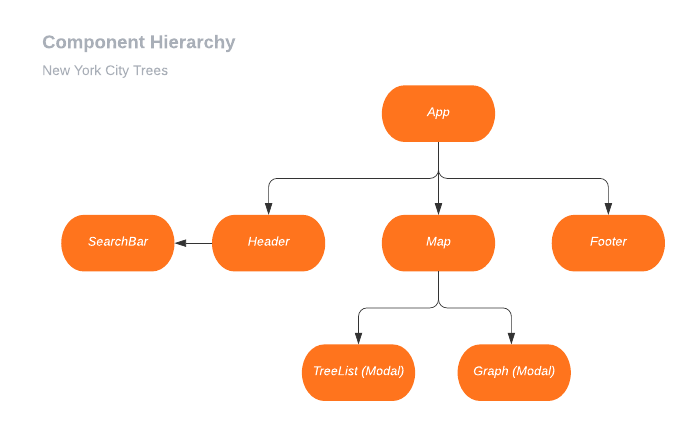 Component Hierarchy
New York City Trees
App
SearchBar
Header
Map
Footer
TreeList (Modal)
Graph (Modal)